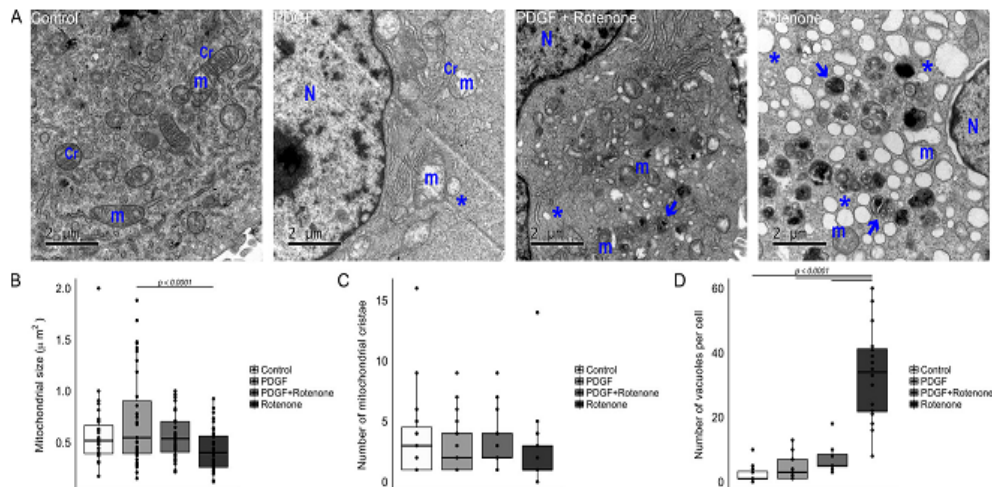 A
Control
PDGF
PDGF + Rotenone
Rotenone
Cr
m
Cr
m
2 μm
N
Cr
m
m
*
2 μm
N
m
*
m
2 μm
*
*
N
m
*
m
2 μm
B
Mitochondrial size (μ m²)
2.0
1.5
1.0
0.5
p < 0.0001
Control
PDGF
PDGF+Rotenone
Rotenone
C
Number of mitochondrial cristae
15
10
5
0
Control
PDGF
PDGF+Rotenone
Rotenone
D
Number of vacuoles per cell
60
40
20
0
p < 0.0001
Control
PDGF
PDGF+Rotenone
Rotenone